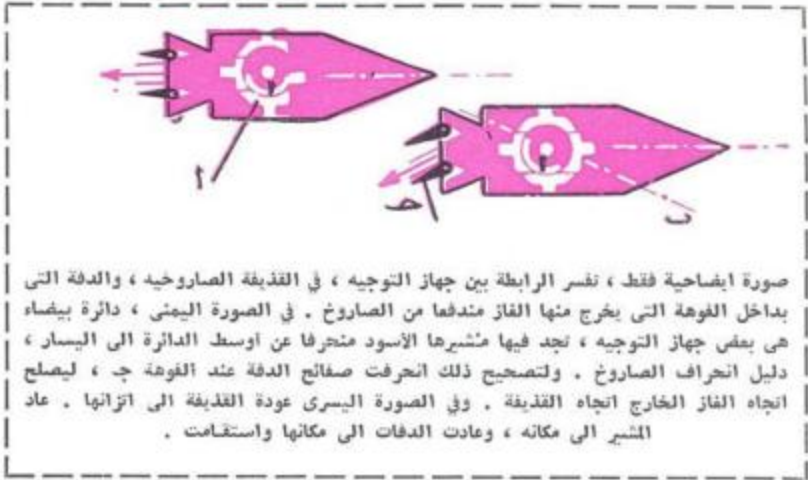 أ
ب
جـ
صورة ايضاحية فقط ، تفسر الرابطة بين جهاز التوجيه ، في القذيفة الصاروخيه ، والدفة التى
بداخل الفوهة التى يخرج منها الغاز مندفعا من الصاروخ . في الصورة اليمنى ، دائرة بيضاء
هى بعض جهاز التوجيه ، تجد فيها مشيرها الأسود منحرفا عن أوسط الدائرة الى اليسار ،
دليل انحراف الصاروخ . ولتصحيح ذلك انحرفت صفائح الدفة عند الفوهة جـ ، ليصلح
اتجاه الغاز الخارج اتجاه القذيفة . وفي الصورة اليسرى عودة القذيفة الى اتزانها . عاد
المشير الى مكانه ، وعادت الدفات الى مكانها واستقامت .